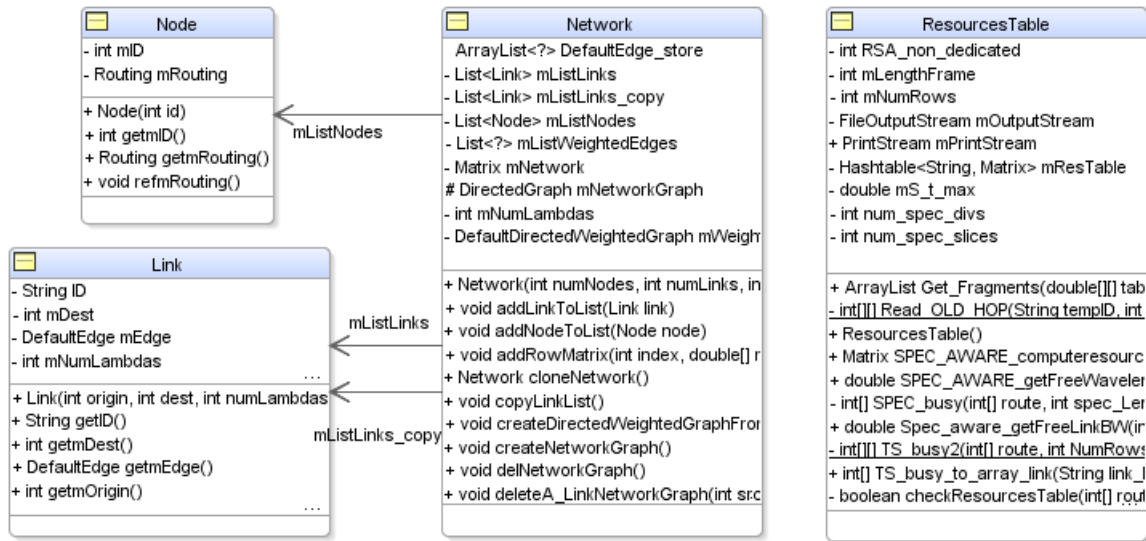 Node
- int mID
- Routing mRouting
+ Node(int id)
+ int getmID()
+ Routing getmRouting()
+ void refmRouting()
mListNodes
Link
- String ID
- int mDest
- DefaultEdge mEdge
- int mNumLambdas
...
+ Link(int origin, int dest, int numLambdas
+ String getID()
+ int getmDest()
+ DefaultEdge getmEdge()
+ int getmOrigin()
...
mListLinks
mListLinks_copy
Network
ArrayList<?> DefaultEdge_store
- List<Link> mListLinks
- List<Link> mListLinks_copy
- List<Node> mListNodes
- List<?> mListWeightedEdges
- Matrix mNetwork
# DirectedGraph mNetworkGraph
- int mNumLambdas
- DefaultDirectedWeightedGraph mWeigh
+ Network(int numNodes, int numLinks, in
+ void addLinkToList(Link link)
+ void addNodeToList(Node node)
+ void addRowMatrix(int index, double[] r
+ Network cloneNetwork()
+ void copyLinkList()
+ void createDirectedWeightedGraphFror
+ void createNetworkGraph()
+ void delNetworkGraph()
+ void deleteA_LinkNetworkGraph(int src
ResourcesTable
- int RSA_non_dedicated
- int mLengthFrame
- int mNumRows
- FileOutputStream mOutputStream
+ PrintStream mPrintStream
- Hashtable<String, Matrix> mResTable
- double mS_t_max
- int num_spec_divs
- int num_spec_slices
+ ArrayList Get_Fragments(double[][] tab
- int[][] Read_OLD_HOP(String tempID, int
+ ResourcesTable()
+ Matrix SPEC_AWARE_computeresourc
+ double SPEC_AWARE_getFreeWaveler
- int[] SPEC_busy(int[] route, int spec_Ler
+ double Spec_aware_getFreeLinkBW(ir
- int[][] TS_busy2(int[] route, int NumRows
+ int[] TS_busy_to_array_link(String link_I
- boolean checkResourcesTable(int[] rout